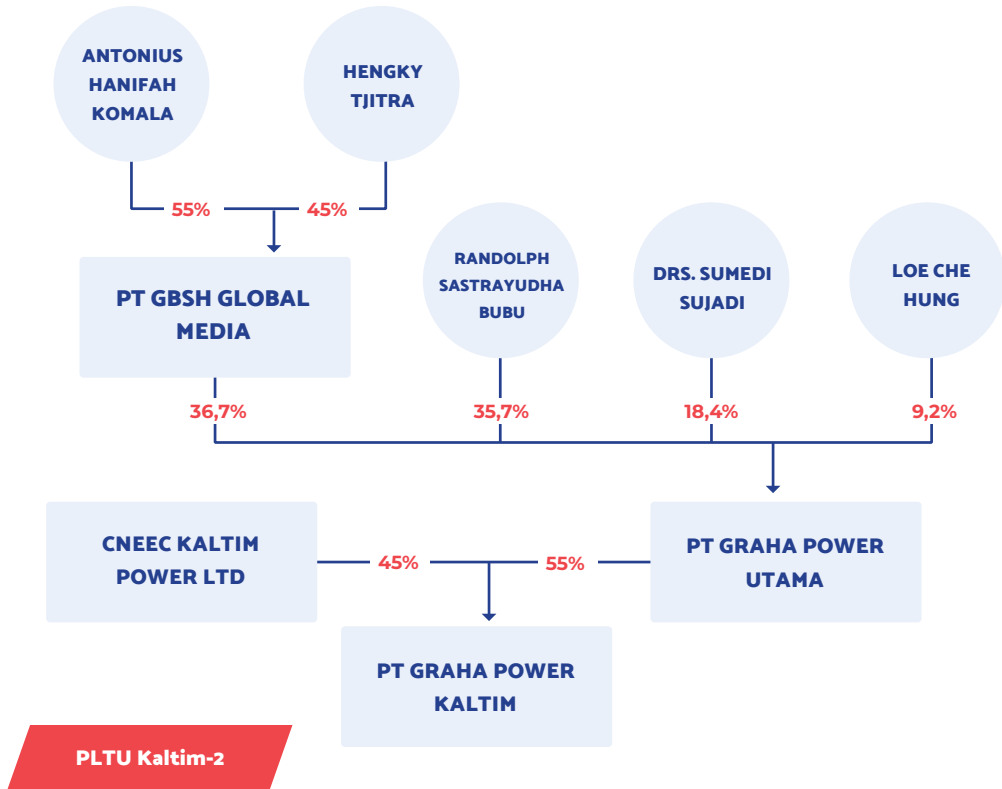 ANTONIUS
HANIFAH
KOMALA
HENGKY
TJITRA
55%
45%
PT GBSH GLOBAL
MEDIA
RANDOLPH
SASTRAYUDHA
BUBU
DRS. SUMEDI
SUJADI
LOE CHE
HUNG
36,7%
35,7%
18,4%
9,2%
CNEEC KALTIM
POWER LTD
45%
55%
PT GRAHA POWER
UTAMA
PT GRAHA POWER
KALTIM
PLTU Kaltim-2